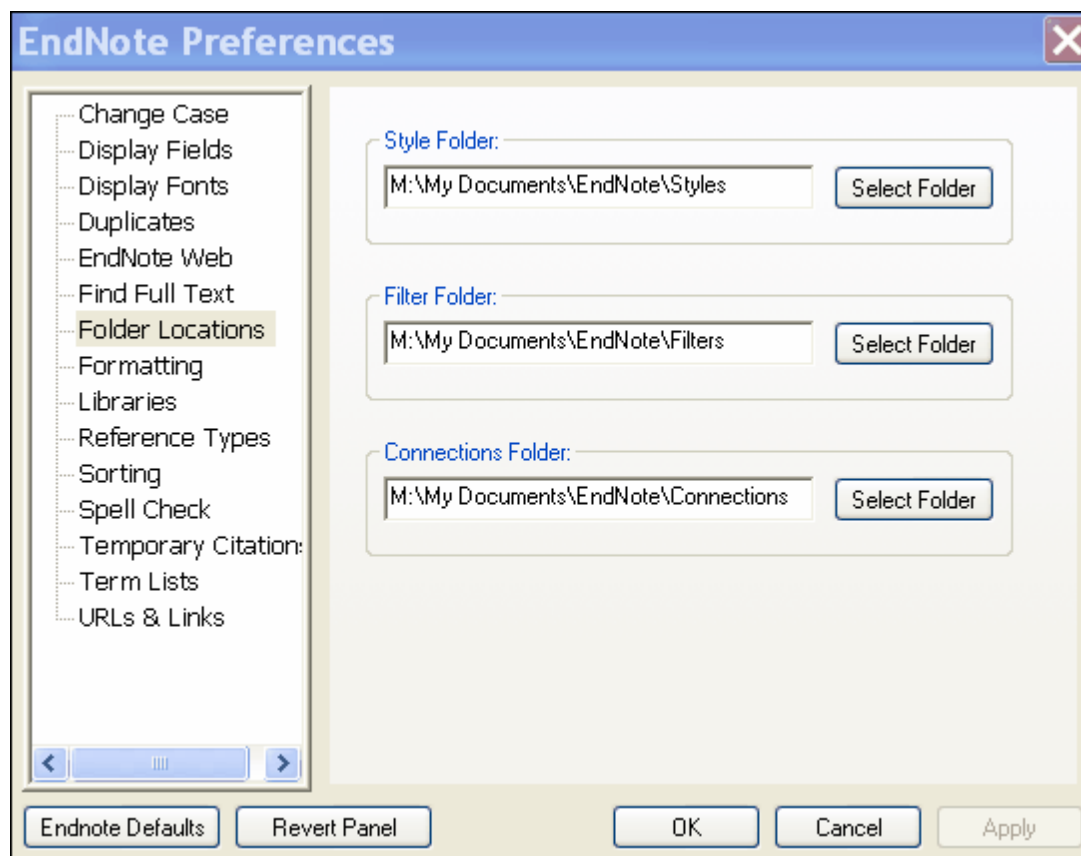 EndNote Preferences
Change Case
Display Fields
Display Fonts
Duplicates
EndNote Web
Find Full Text
Folder Locations
Formatting
Libraries
Reference Types
Sorting
Spell Check
Temporary Citation
Term Lists
URLs & Links
Style Folder:
M:\My Documents\EndNote\Styles
Select Folder
Filter Folder:
M:\My Documents\EndNote\Filters
Select Folder
Connections Folder:
M:\My Documents\EndNote\Connections
Select Folder
Endnote Defaults
Revert Panel
OK
Cancel
Apply